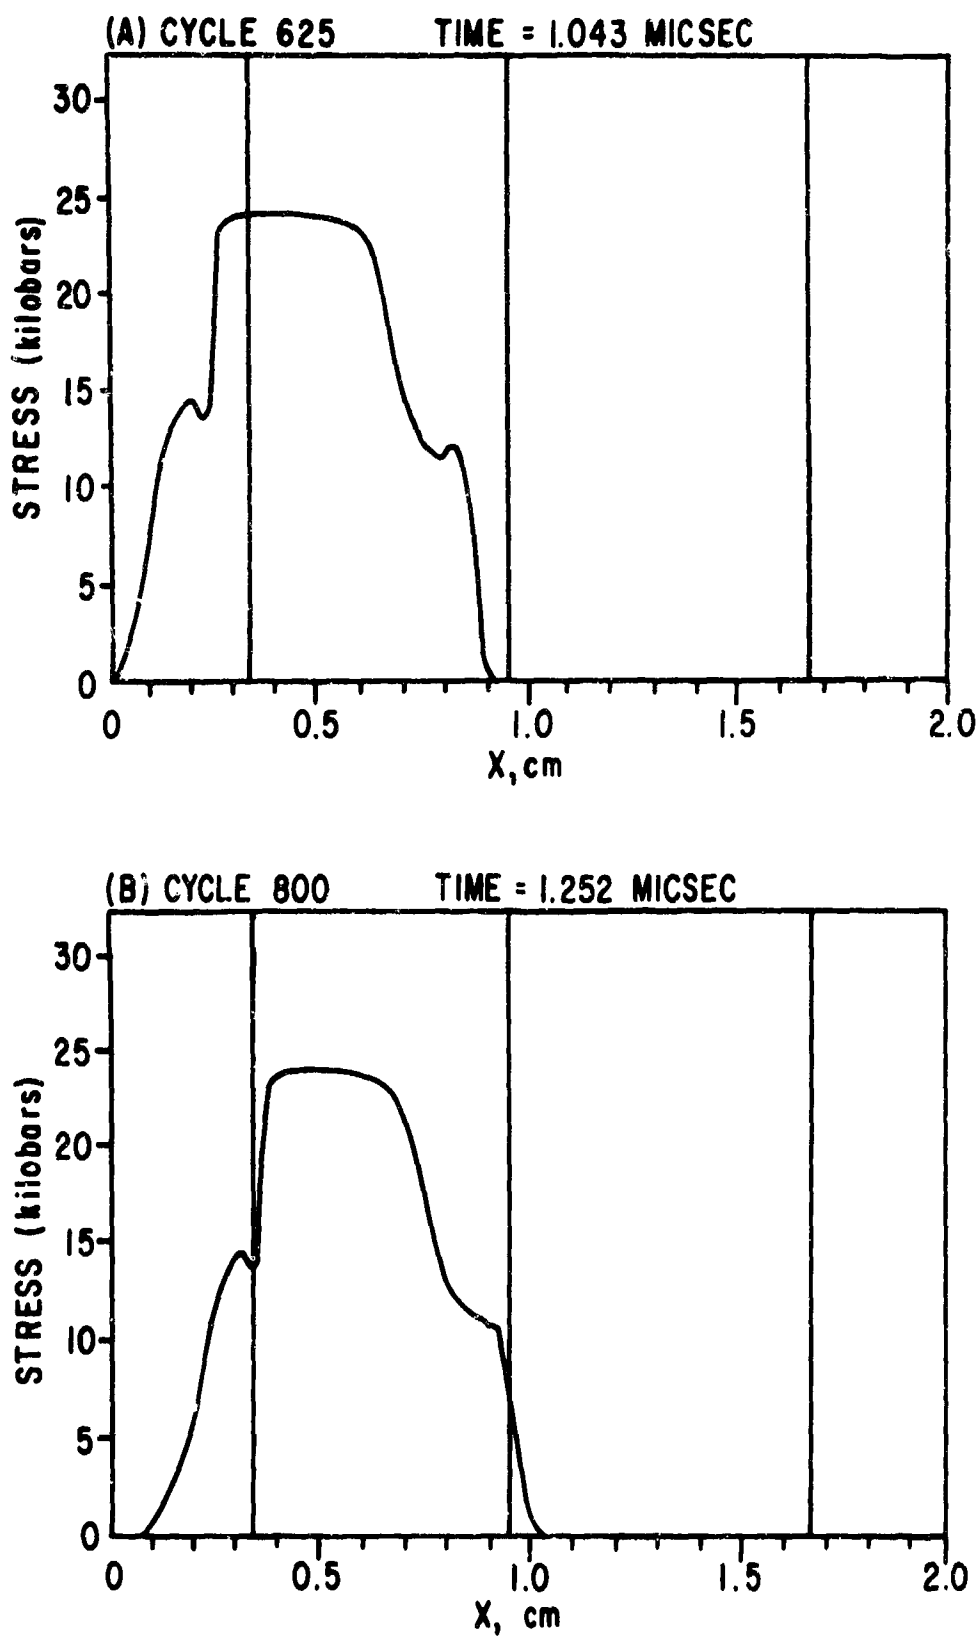 (A) CYCLE 625 TIME = 1.043 MICSEC
30
25
20
15
10
5
0
STRESS (kilobars)
0 0.5 1.0 1.5 2.0
X, cm
(B) CYCLE 800 TIME = 1.252 MICSEC
30
25
20
15
10
5
0
STRESS (kilobars)
0 0.5 1.0 1.5 2.0
X, cm